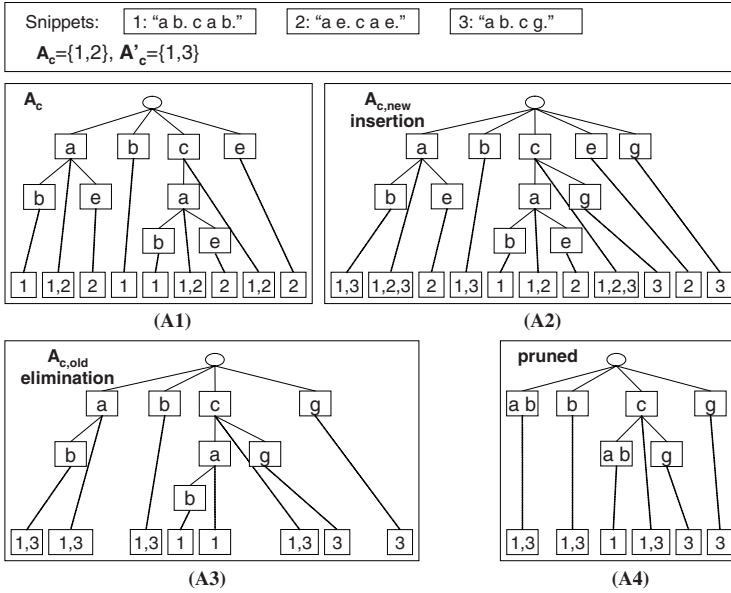 Snippets: 1: “a b. c a b.” 2: “a e. c a e.” 3: “a b. c g.”
Ac={1,2}, A'c={1,3}
Ac
a b c e
b e a
b e
1 1,2 2 1 1 1,2 2 1,2 2
(A1)
Ac,new
insertion
a b c e g
b e a g
b e
1,3 1,2,3 2 1,3 1 1,2 2 1,2,3 3 2 3
(A2)
Ac,old
elimination
a b c g
b a g
b
1,3 1,3 1,3 1 1 1,3 3 3
(A3)
pruned
a b b c g
a b g
1,3 1,3 1 1,3 3 3
(A4)